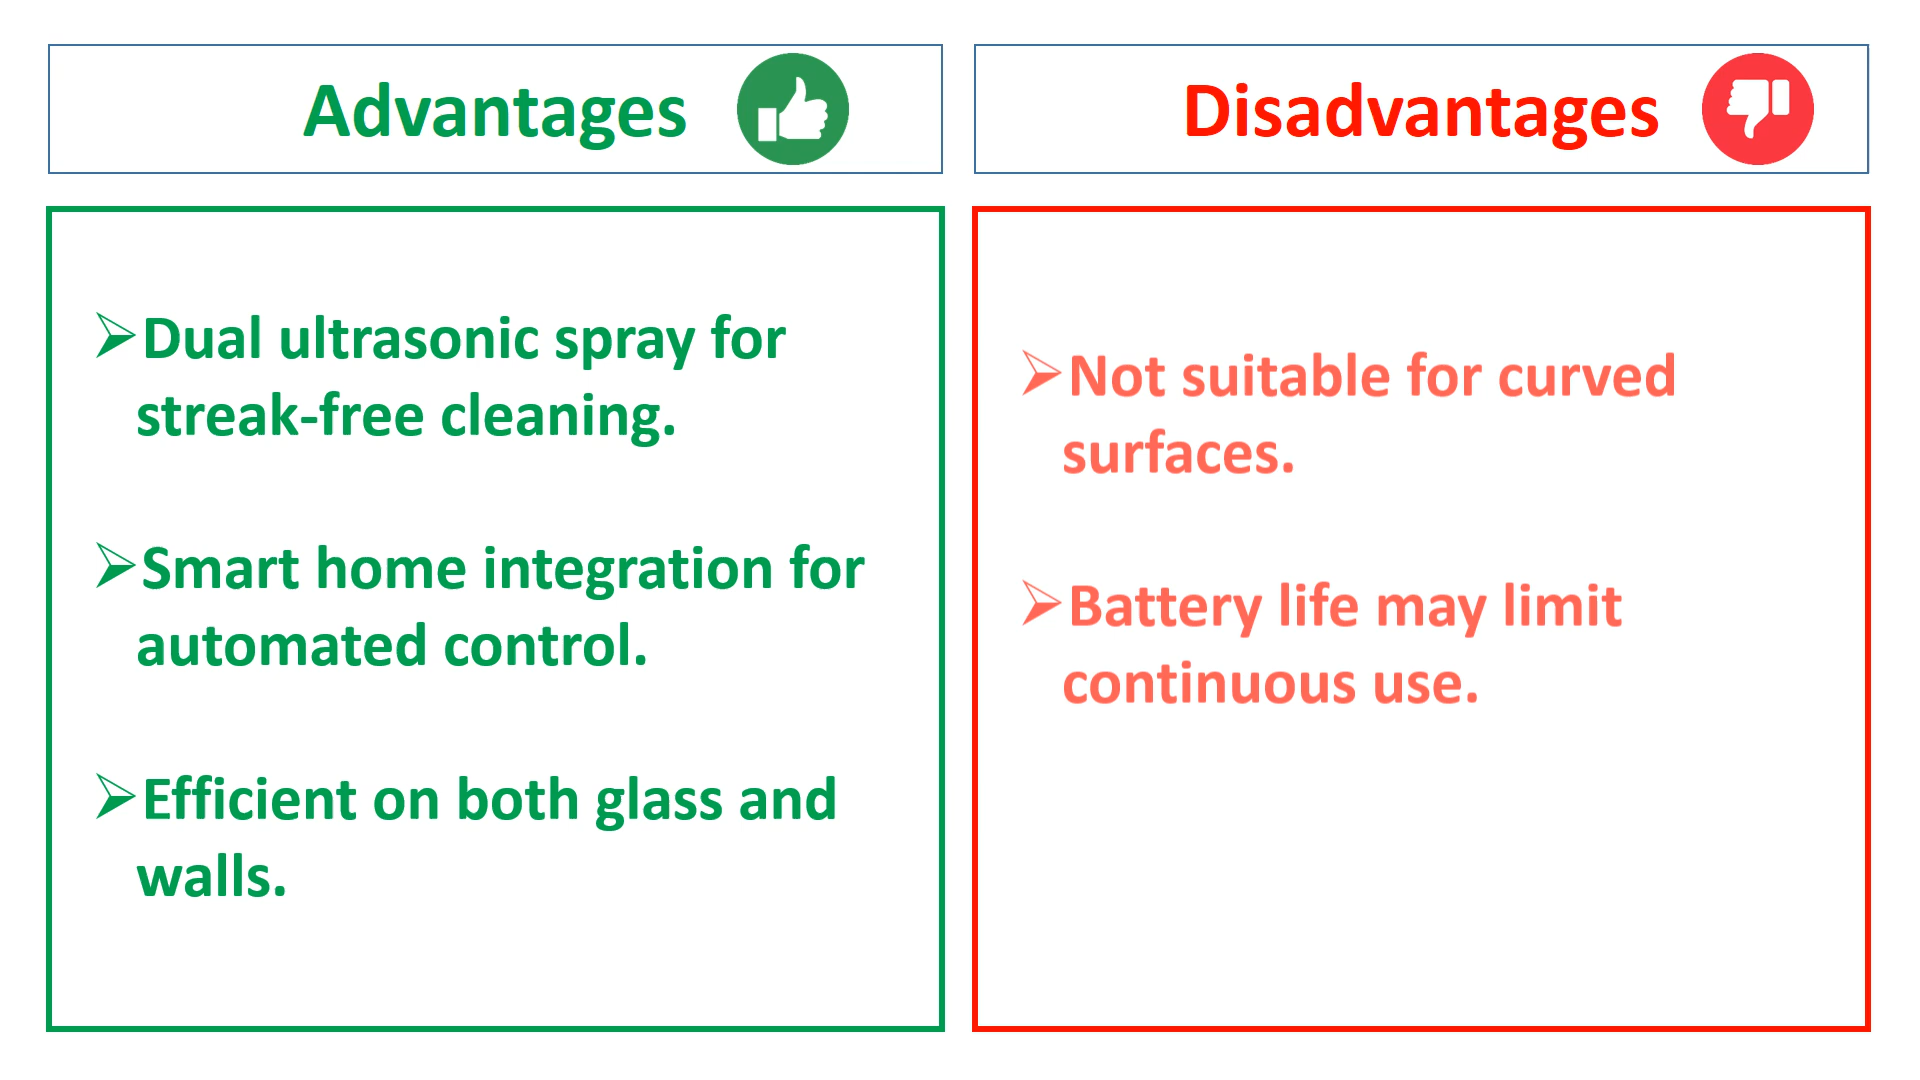 Advantages
Disadvantages
➢Dual ultrasonic spray for
streak-free cleaning.
➢Smart home integration for
automated control.
➢Efficient on both glass and
walls.
➢Not suitable for curved
surfaces.
➢Battery life may limit
continuous use.